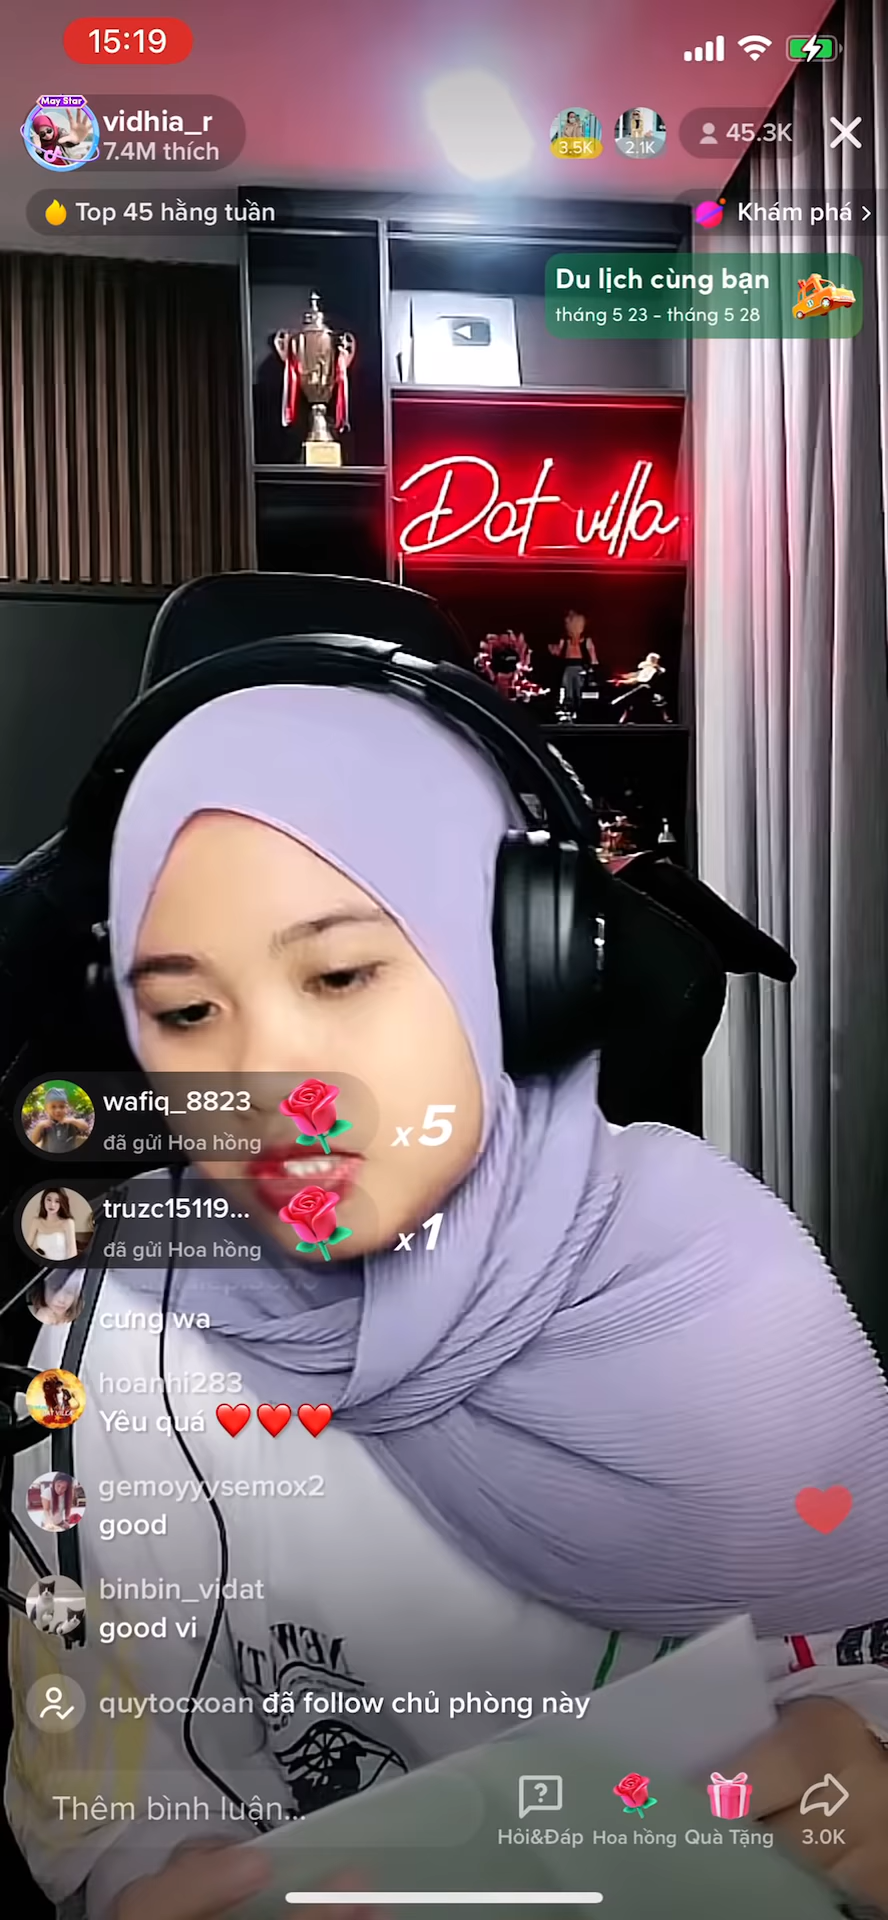 15:19
May Star
vidhia_r
7.4M thích
3.5K
2.1K
45.3K
Top 45 hằng tuần
Khám phá
Du lịch cùng bạn
tháng 5 23 - tháng 5 28
Dot villa
wafiq_8823
đã gửi Hoa hồng
x5
truzc15119...
đã gửi Hoa hồng
x1
cưng wa
hoanhi283
Yêu quá ❤️❤️❤️
gemoyyysemox2
good
binbin_vidat
good vi
quytocxoan đã follow chủ phòng này
Thêm bình luận...
Hỏi&Đáp
Hoa hồng
Quà Tặng
3.0K